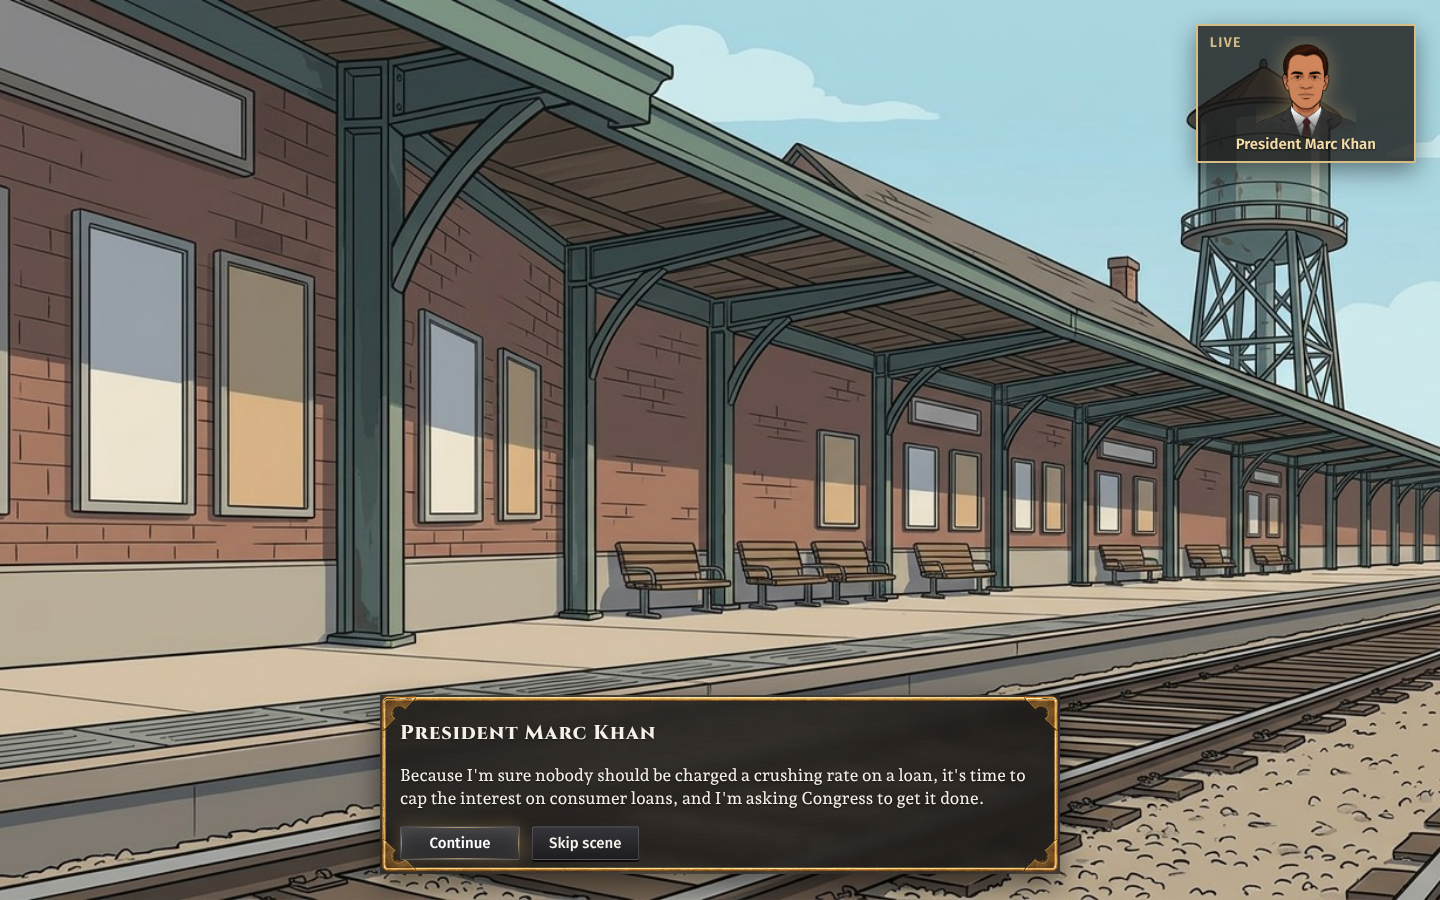 LIVE
President Marc Khan
President Marc Khan
Because I'm sure nobody should be charged a crushing rate on a loan, it's time to
cap the interest on consumer loans, and I'm asking Congress to get it done.
Continue
Skip scene